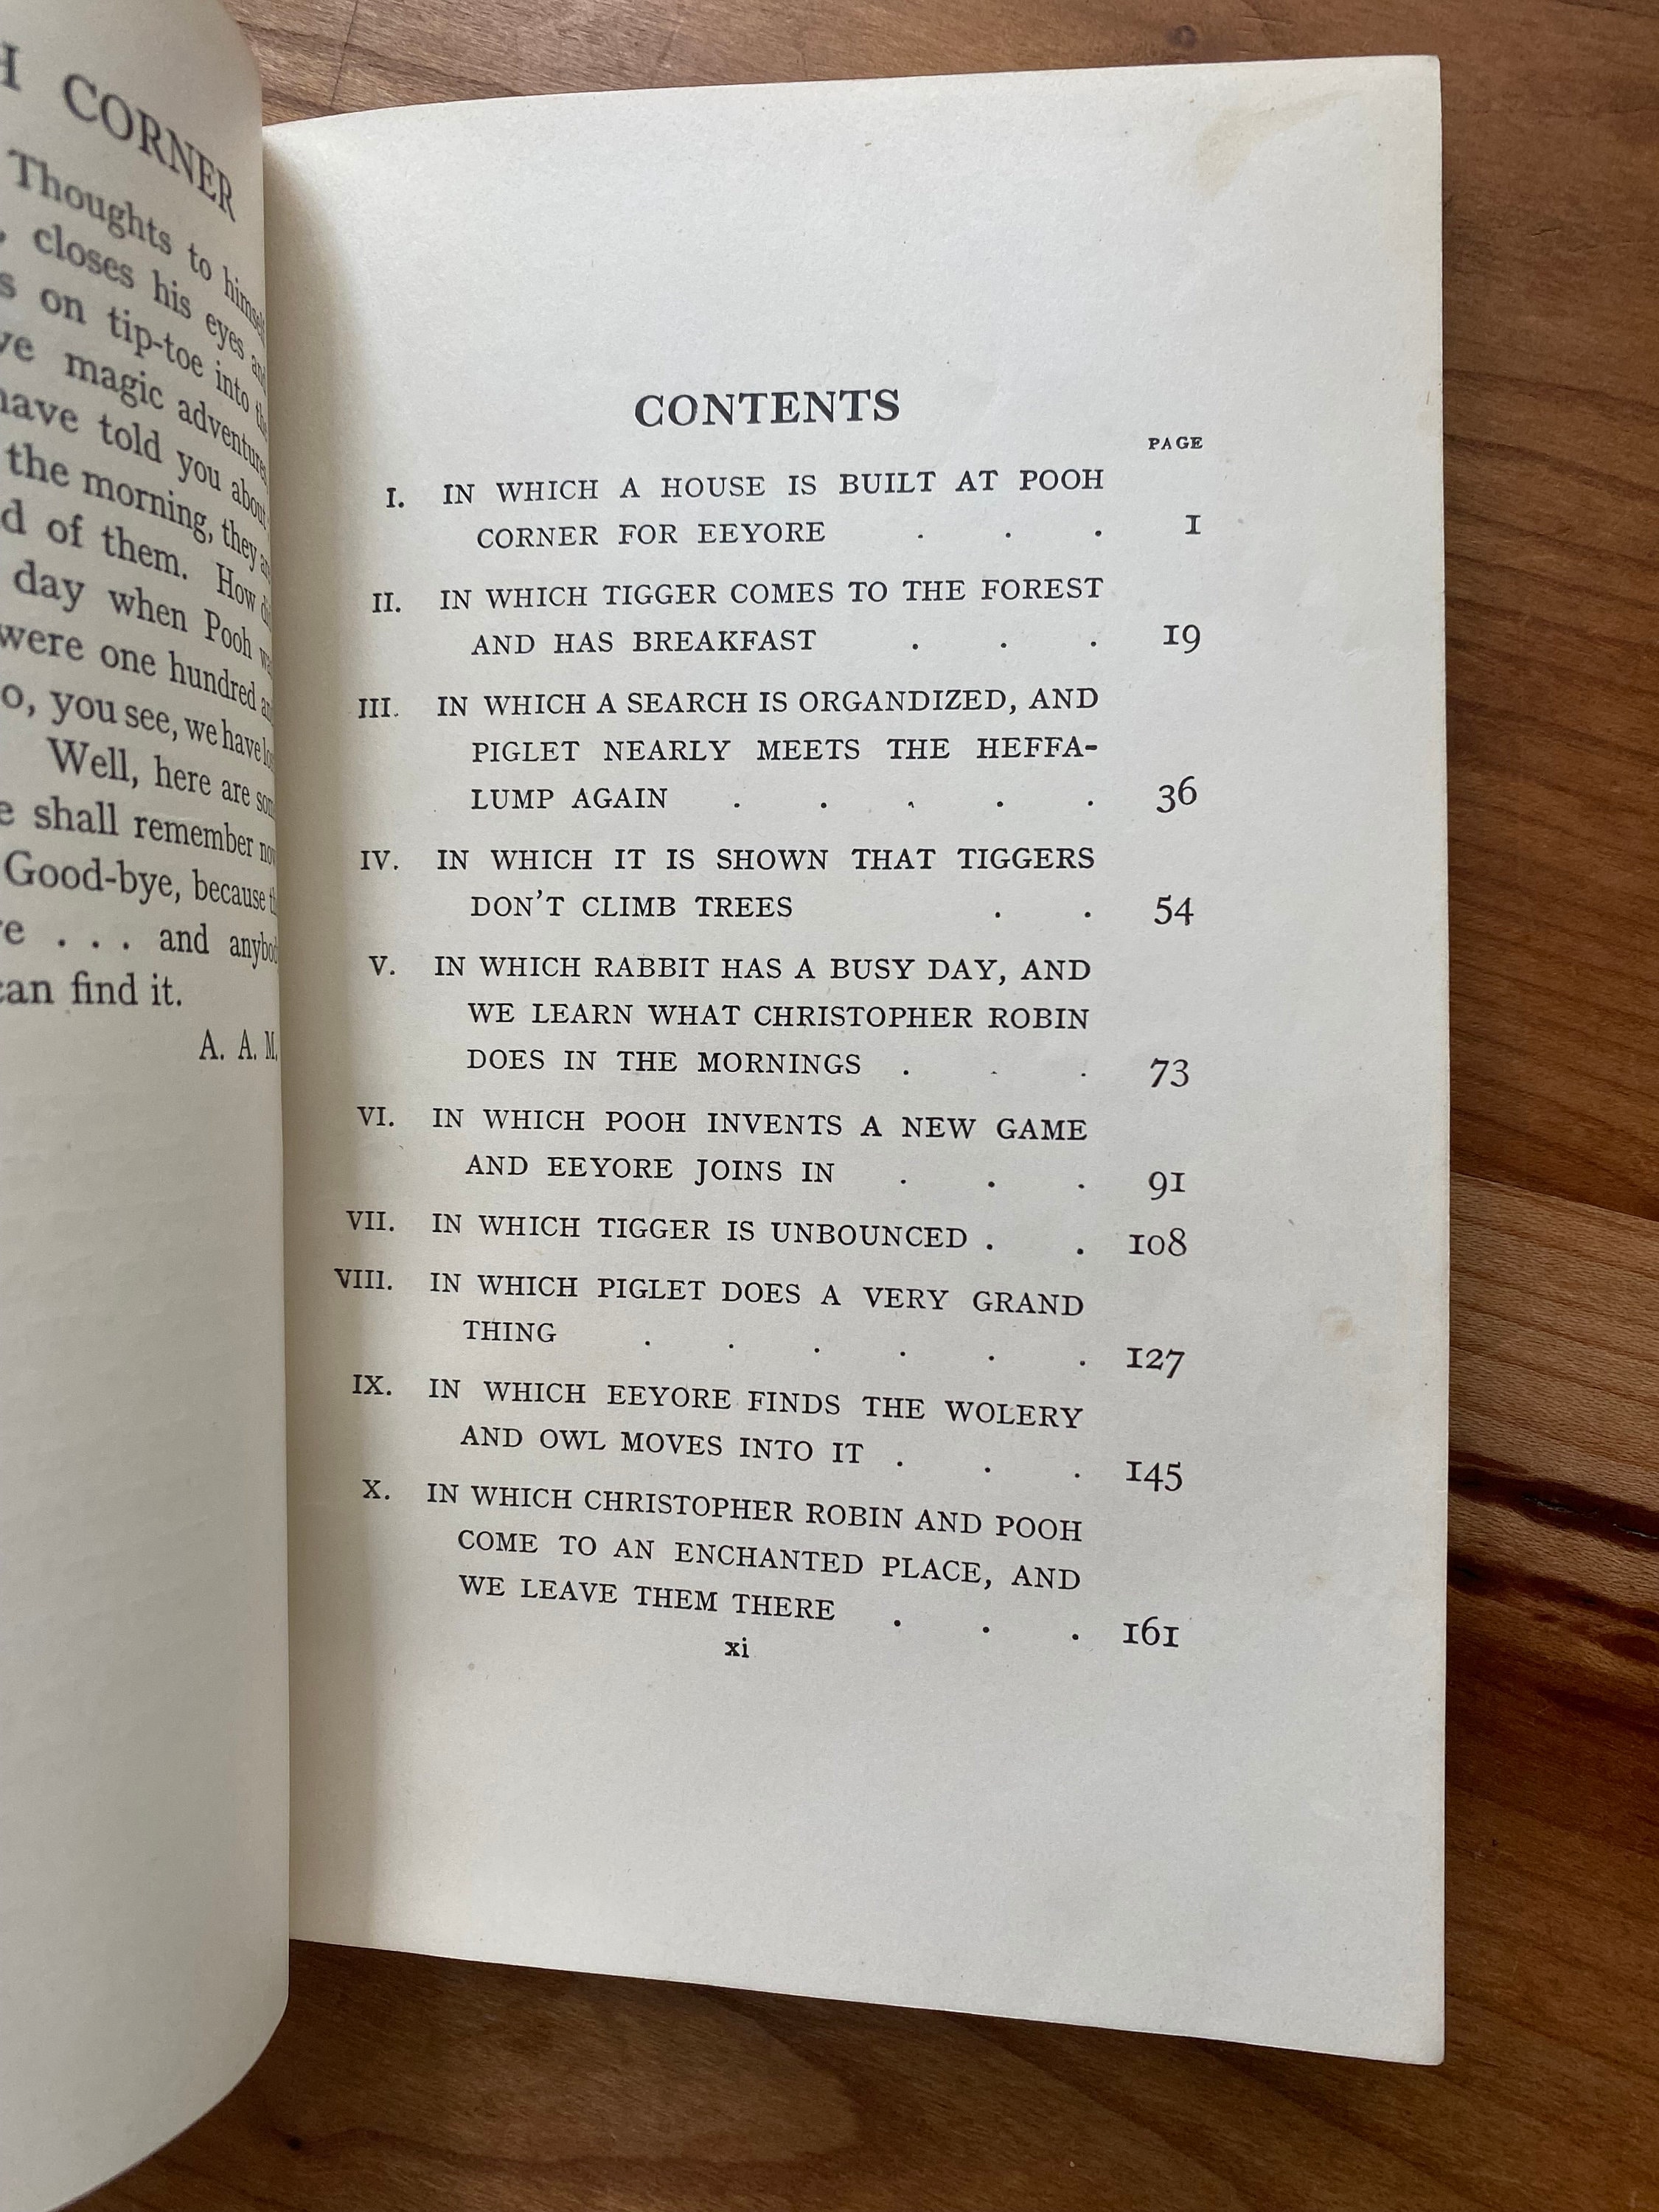 CORNER
Thoughts to himself
closes his eyes and
on tip-toe into the
magic adventures
have told you about
the morning, they
of them. How
day when Pooh
were one hundred
you see, we have
Well, here are
shall remember
Good-bye, because
. . . and
can find it.
A. A. M.
CONTENTS
PAGE
I. IN WHICH A HOUSE IS BUILT AT POOH
CORNER FOR EEYORE . . . 1
II. IN WHICH TIGGER COMES TO THE FOREST
AND HAS BREAKFAST . . . 19
III. IN WHICH A SEARCH IS ORGANDIZED, AND
PIGLET NEARLY MEETS THE HEFFA-
LUMP AGAIN . . . . . 36
IV. IN WHICH IT IS SHOWN THAT TIGGERS
DON'T CLIMB TREES . . 54
V. IN WHICH RABBIT HAS A BUSY DAY, AND
WE LEARN WHAT CHRISTOPHER ROBIN
DOES IN THE MORNINGS . . . 73
VI. IN WHICH POOH INVENTS A NEW GAME
AND EEYORE JOINS IN . . . 91
VII. IN WHICH TIGGER IS UNBOUNCED . . 108
VIII. IN WHICH PIGLET DOES A VERY GRAND
THING . . . . . . 127
IX. IN WHICH EEYORE FINDS THE WOLERY
AND OWL MOVES INTO IT . . . 145
X. IN WHICH CHRISTOPHER ROBIN AND POOH
COME TO AN ENCHANTED PLACE, AND
WE LEAVE THEM THERE . . . 161
xi